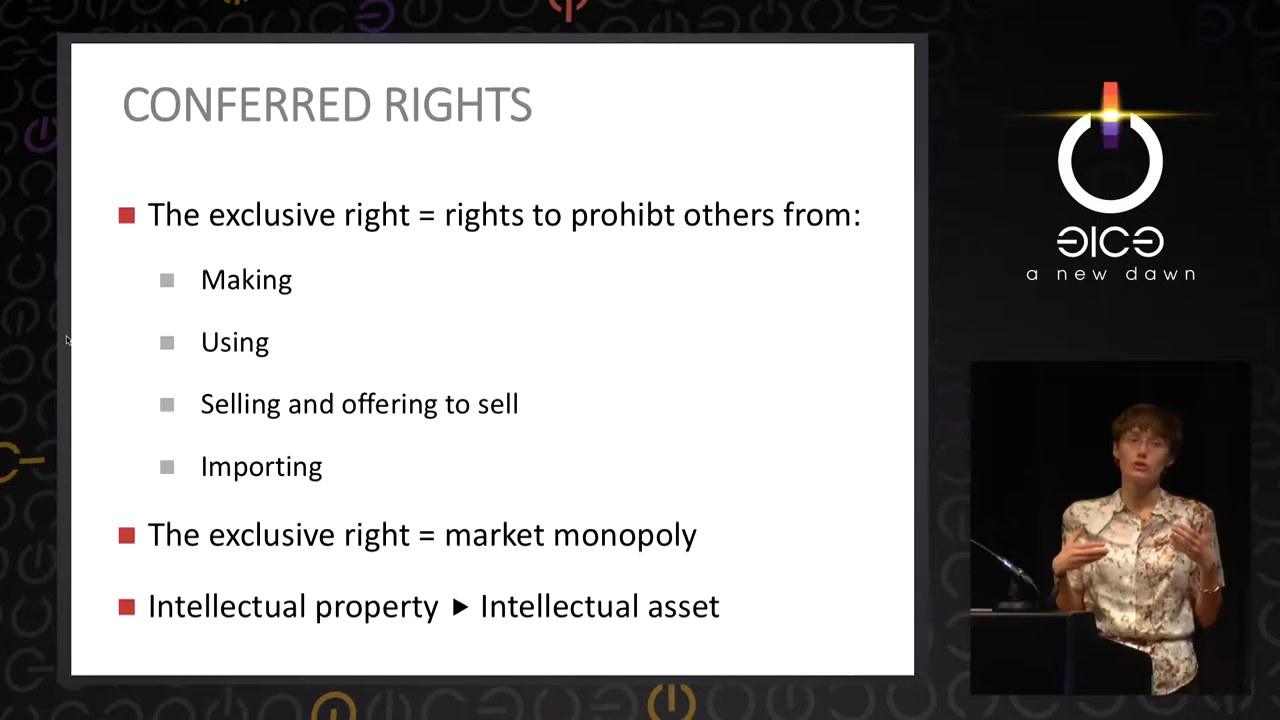 CONFERRED RIGHTS
The exclusive right = rights to prohibt others from:
Making
Using
Selling and offering to sell
Importing
The exclusive right = market monopoly
Intellectual property ▶ Intellectual asset
ӘICӘ
a new dawn